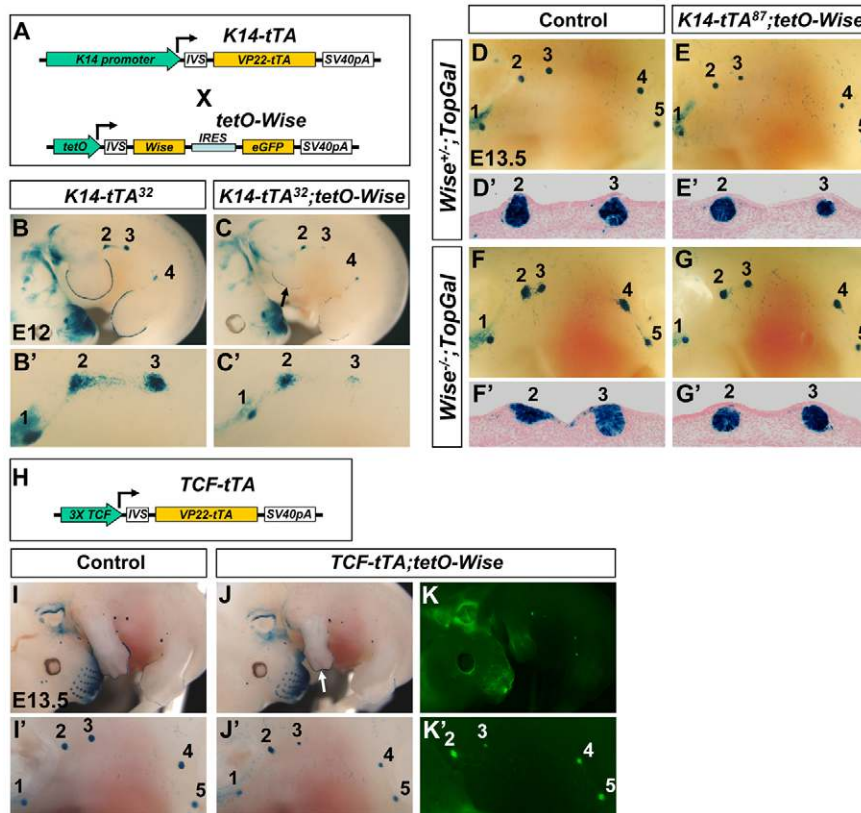 A
K14-tTA
K14 promoter IVS VP22-tTA SV40pA
X
tetO-Wise
IRES
tetO IVS Wise eGFP SV40pA
K14-tTA32 K14-tTA32;tetO-Wise
B 2 3 4 E12
C 2 3 4
B' 1 2 3
C' 1 2 3
Control K14-tTA87;tetO-Wise
Wise+/-;TopGal
D 1 2 3 4 5 E13.5
E 1 2 3 4 5
D' 2 3
E' 2 3
Wise-/-;TopGal
F 1 2 3 4 5
G 1 2 3 4 5
F' 2 3
G' 2 3
H
TCF-tTA
3X TCF IVS VP22-tTA SV40pA
Control TCF-tTA;tetO-Wise
I E13.5
J
K
I' 1 2 3 4 5
J' 1 2 3 4 5
K' 2 3 4 5